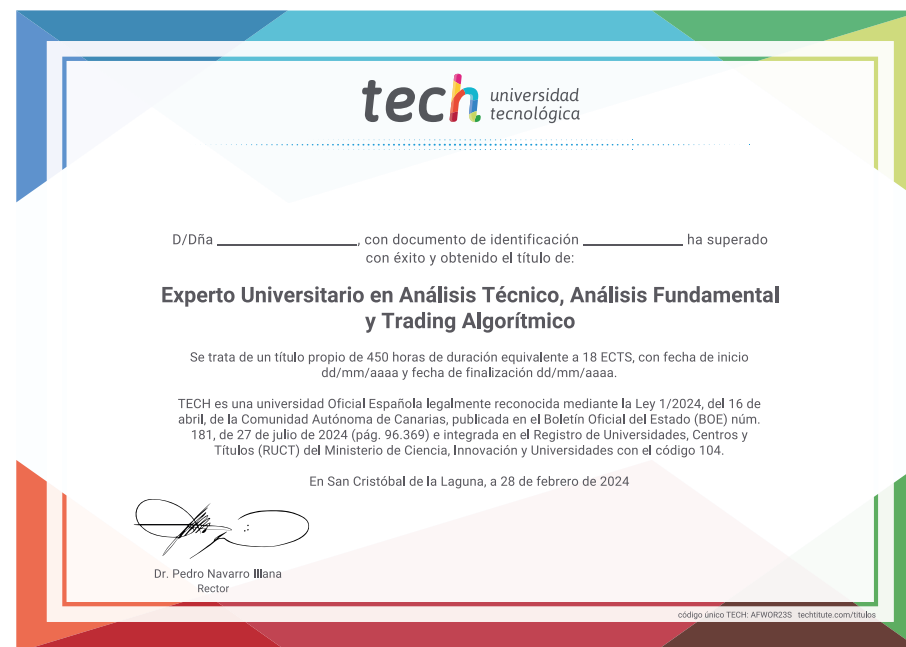 tech universidad
tecnológica
D/Dña ____________________, con documento de identificación ______________ ha superado
con éxito y obtenido el título de:
Experto Universitario en Análisis Técnico, Análisis Fundamental
y Trading Algorítmico
Se trata de un título propio de 450 horas de duración equivalente a 18 ECTS, con fecha de inicio
dd/mm/aaaa y fecha de finalización dd/mm/aaaa.
TECH es una universidad Oficial Española legalmente reconocida mediante la Ley 1/2024, del 16 de
abril, de la Comunidad Autónoma de Canarias, publicada en el Boletín Oficial del Estado (BOE) núm.
181, de 27 de julio de 2024 (pág. 96.369) e integrada en el Registro de Universidades, Centros y
Títulos (RUCT) del Ministerio de Ciencia, Innovación y Universidades con el código 104.
En San Cristóbal de la Laguna, a 28 de febrero de 2024
Dr. Pedro Navarro Illana
Rector
código único TECH: AFWOR23S techtitute.com/titulos